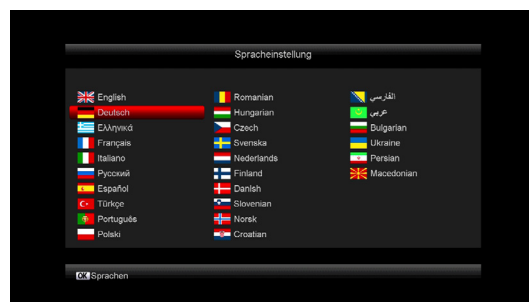 Spracheinstellung
English
Deutsch
Ελληνικά
Français
Italiano
Русский
Español
Türkçe
Português
Polski
Romanian
Hungarian
Czech
Svenska
Nederlands
Finland
Danish
Slovenian
Norsk
Croatian
الفارسي
عربي
Bulgarian
Ukraine
Persian
Macedonian
OK Sprachen